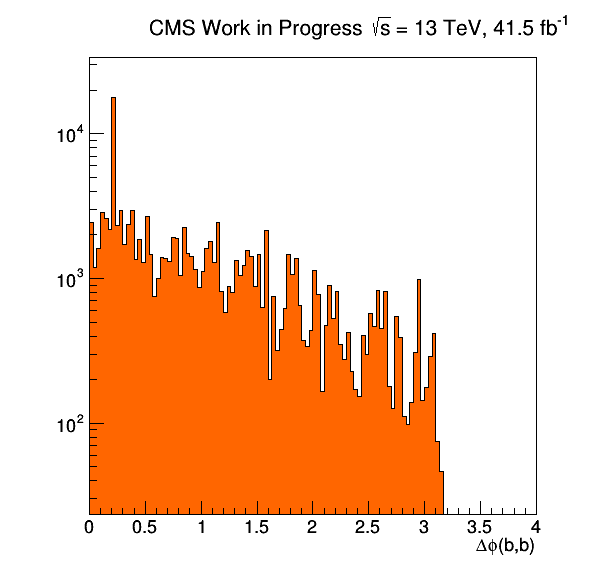 CMS Work in Progress √s = 13 TeV, 41.5 fb⁻¹
10⁴
10³
10²
0 0.5 1 1.5 2 2.5 3 3.5 4
Δϕ(b,b)